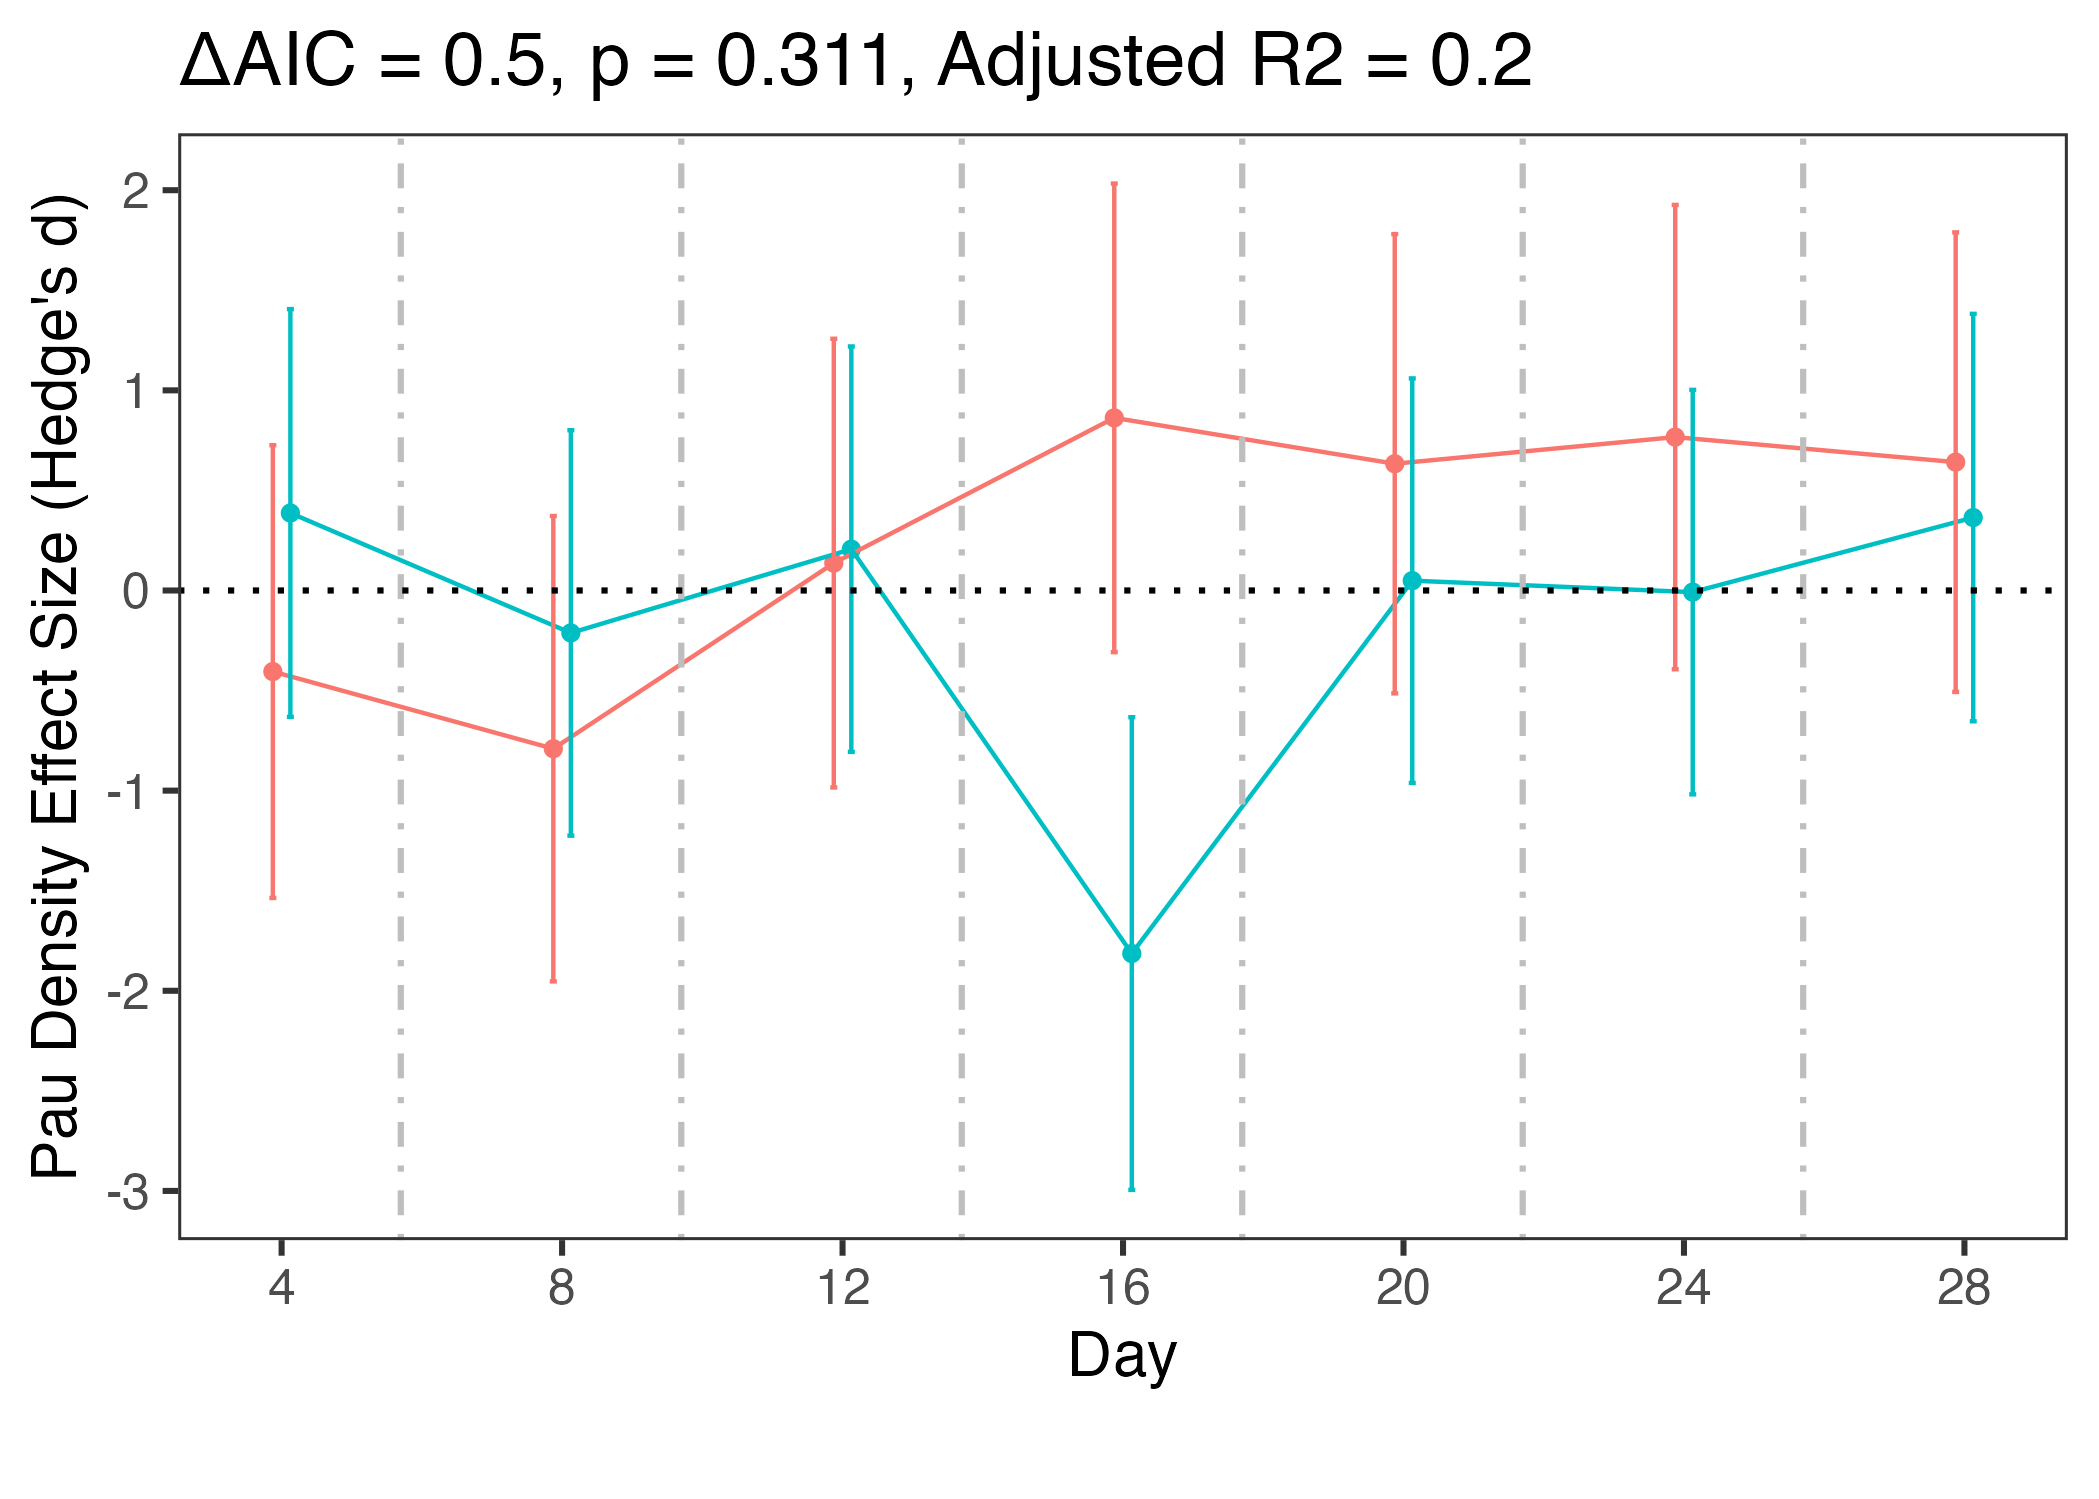 ΔAIC = 0.5, p = 0.311, Adjusted R2 = 0.2
Pau Density Effect Size (Hedge's d)
2
1
0
-1
-2
-3
4 8 12 16 20 24 28
Day